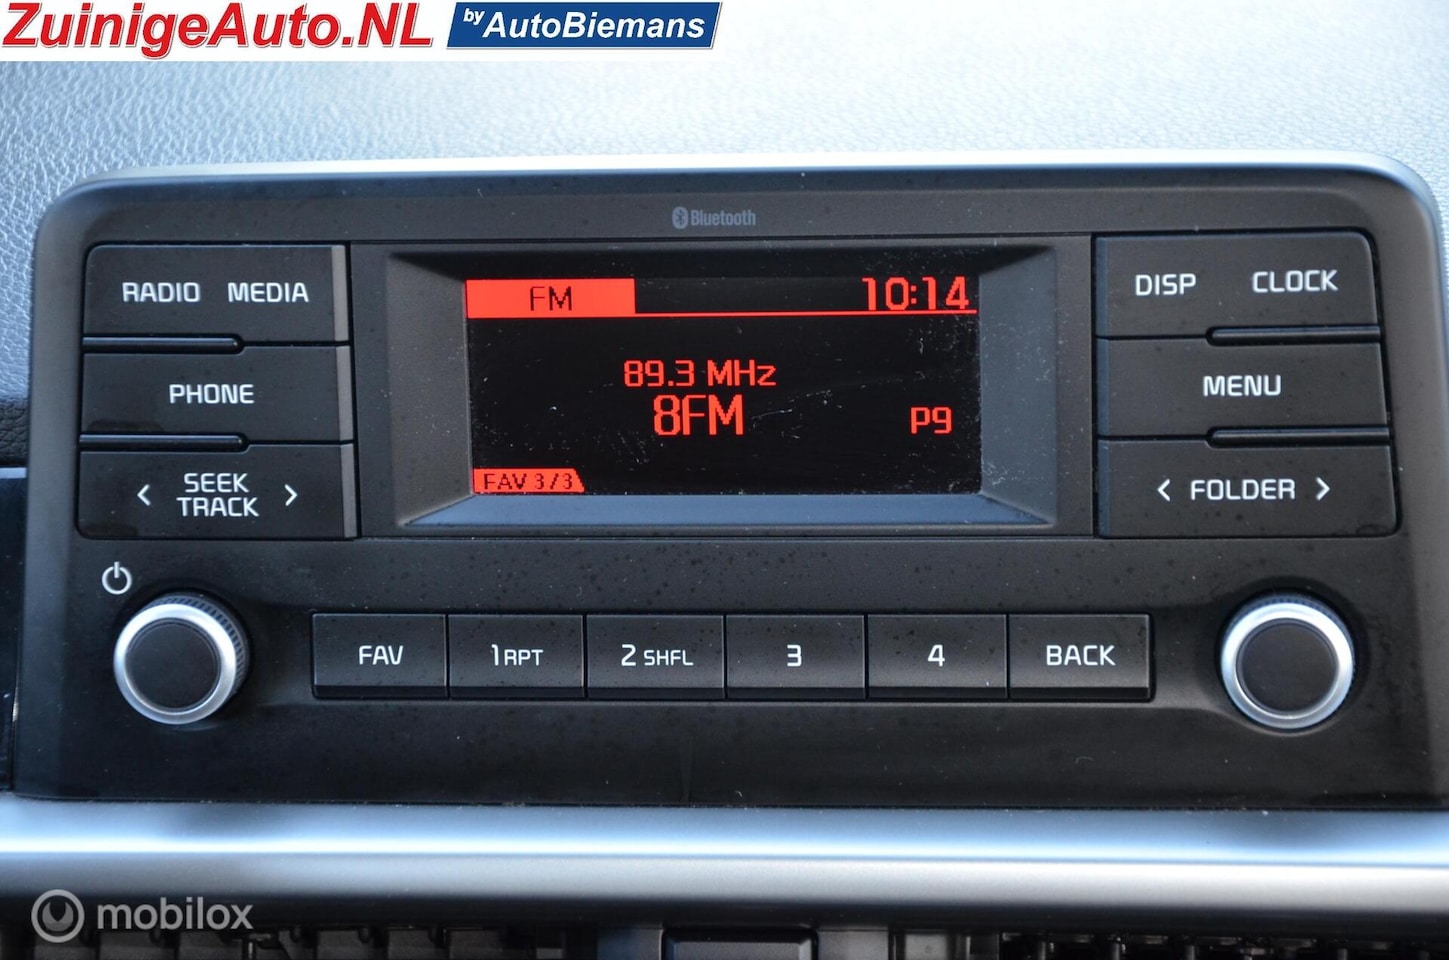 ZuinigeAuto.NL by AutoBiemans
Bluetooth
RADIO MEDIA
PHONE
< SEEK TRACK >
FM 10:14
89.3 MHz
8FM P9
FAV 3/3
DISP CLOCK
MENU
< FOLDER >
FAV 1 RPT 2 SHFL 3 4 BACK
mobilox